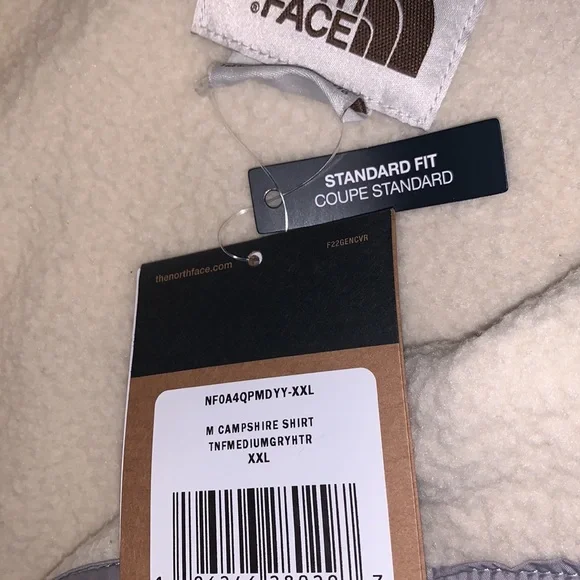 FACE
®
STANDARD FIT
COUPE STANDARD
F22GENCVR
thenorthface.com
NF0A4QPMDYY-XXL
M CAMPSHIRE SHIRT
TNFMEDIUMGRYHTR
XXL